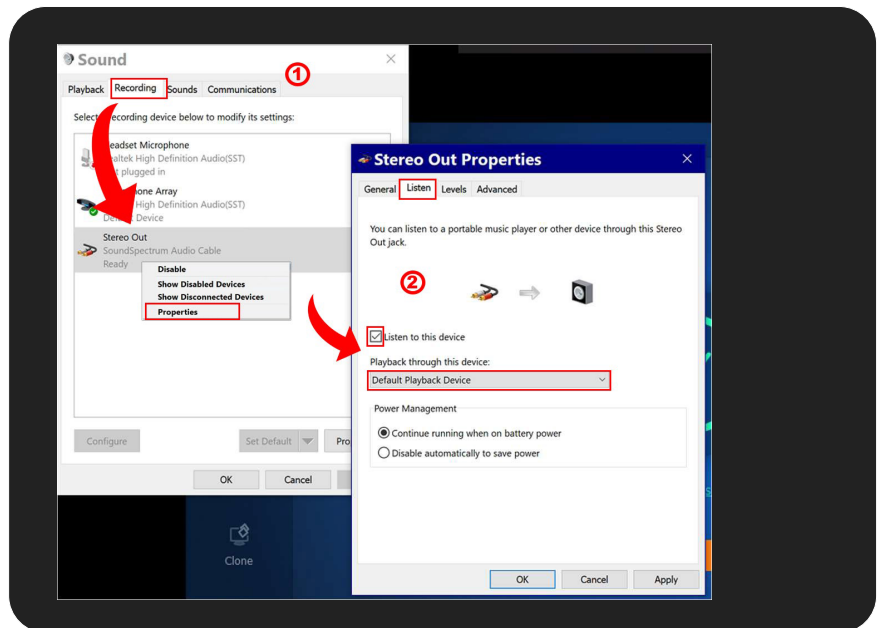 Sound
①
Playback Recording Sounds Communications
Select recording device below to modify its settings:
Headset Microphone
Realtek High Definition Audio(SST)
plugged in
one Array
High Definition Audio(SST)
Device
Stereo Out
SoundSpectrum Audio Cable
Ready
Disable
Show Disabled Devices
Show Disconnected Devices
Properties
Configure
Set Default
Pro
OK
Cancel
Clone
Stereo Out Properties
General Listen Levels Advanced
You can listen to a portable music player or other device through this Stereo
Out jack.
②
Listen to this device
Playback through this device:
Default Playback Device
Power Management
Continue running when on battery power
Disable automatically to save power
OK
Cancel
Apply